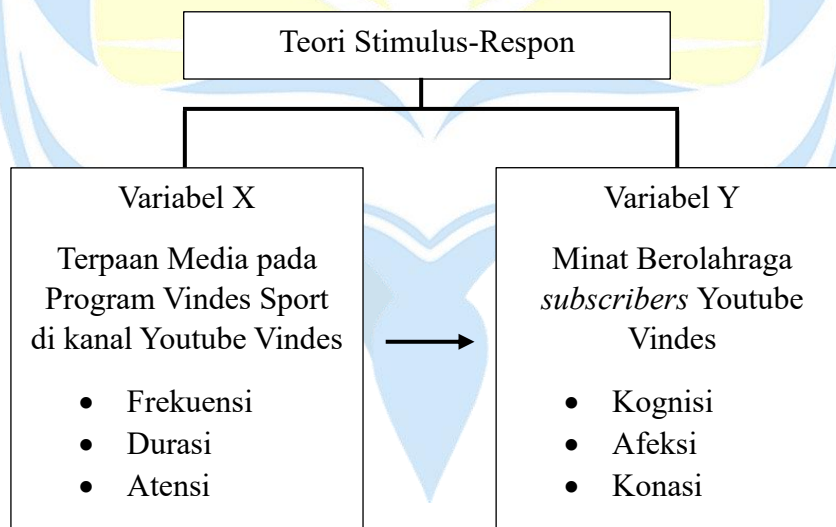 Teori Stimulus-Respon
Variabel X
Terpaan Media pada
Program Vindes Sport
di kanal Youtube Vindes
• Frekuensi
• Durasi
• Atensi
Variabel Y
Minat Berolahraga
subscribers Youtube
Vindes
• Kognisi
• Afeksi
• Konasi